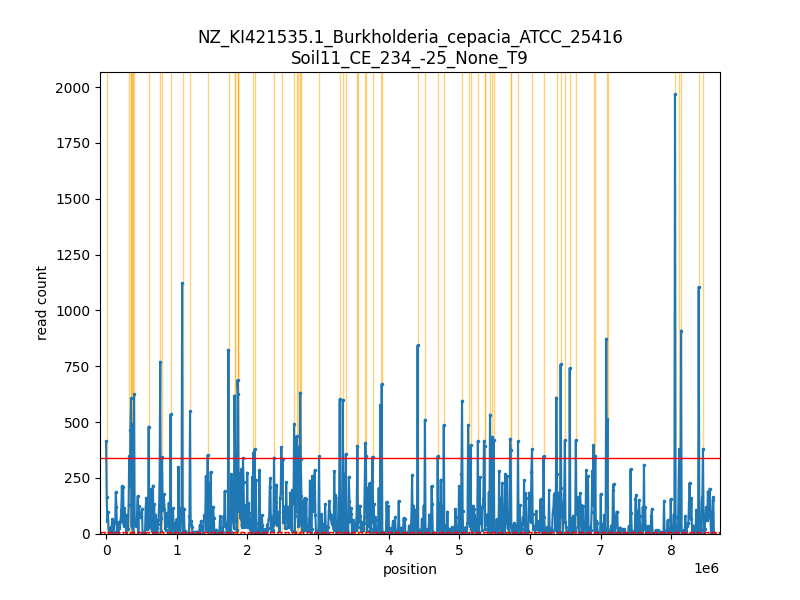 NZ_KI421535.1_Burkholderia_cepacia_ATCC_25416
Soil11_CE_234_-25_None_T9
2000
1750
1500
1250
1000
750
500
250
0
read count
0 1 2 3 4 5 6 7 8
1e6
position